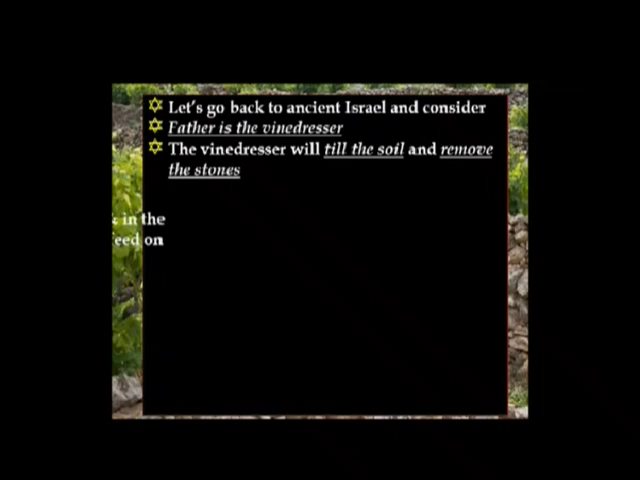 Let's go back to ancient Israel and consider
Father is the vinedresser
The vinedresser will till the soil and remove
the stones
in the
feed on